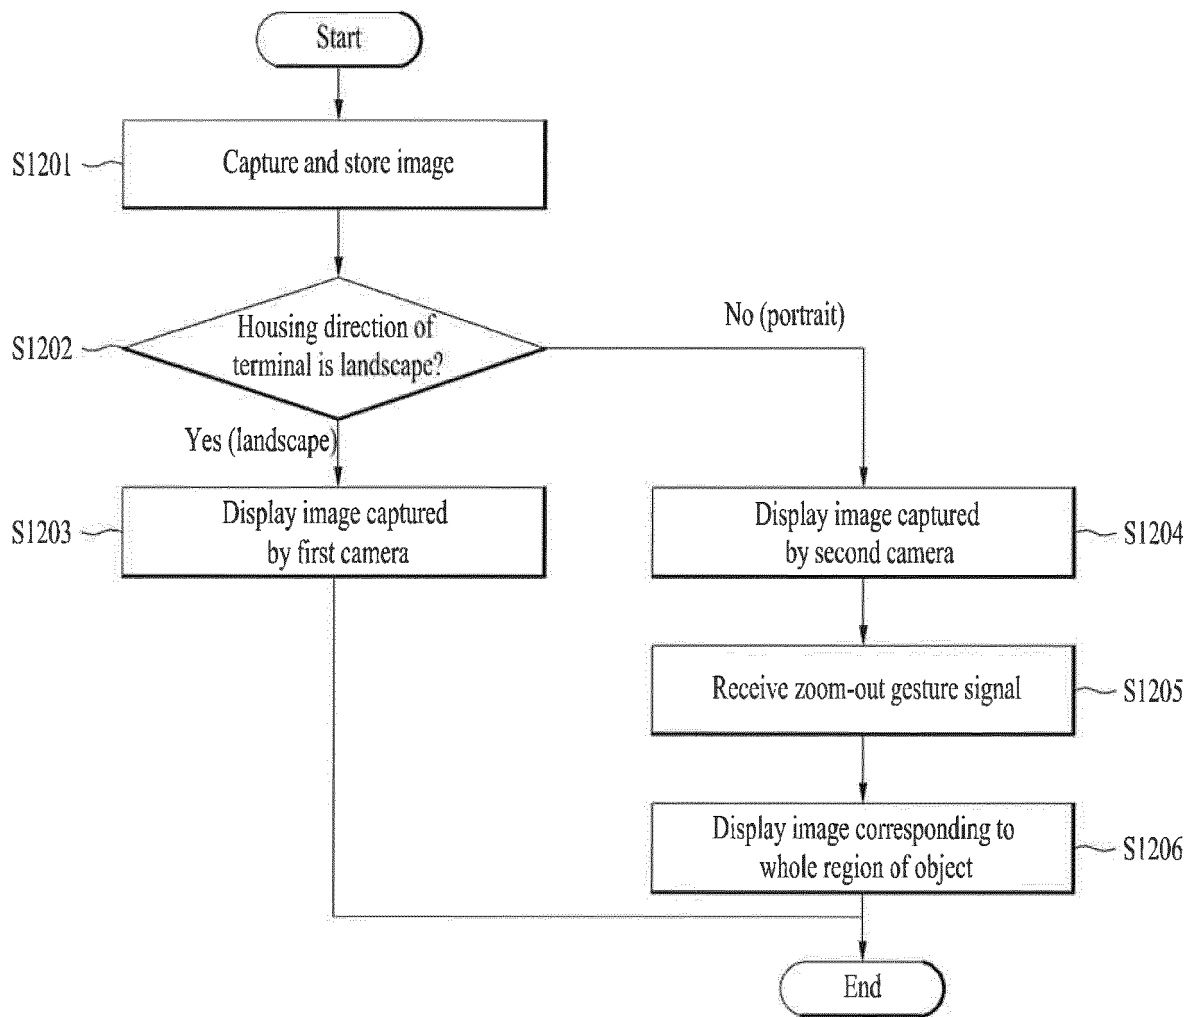 Start
S1201
Capture and store image
S1202
Housing direction of
terminal is landscape?
No (portrait)
Yes (landscape)
S1203
Display image captured
by first camera
Display image captured
by second camera
S1204
Receive zoom-out gesture signal
S1205
Display image corresponding to
whole region of object
S1206
End